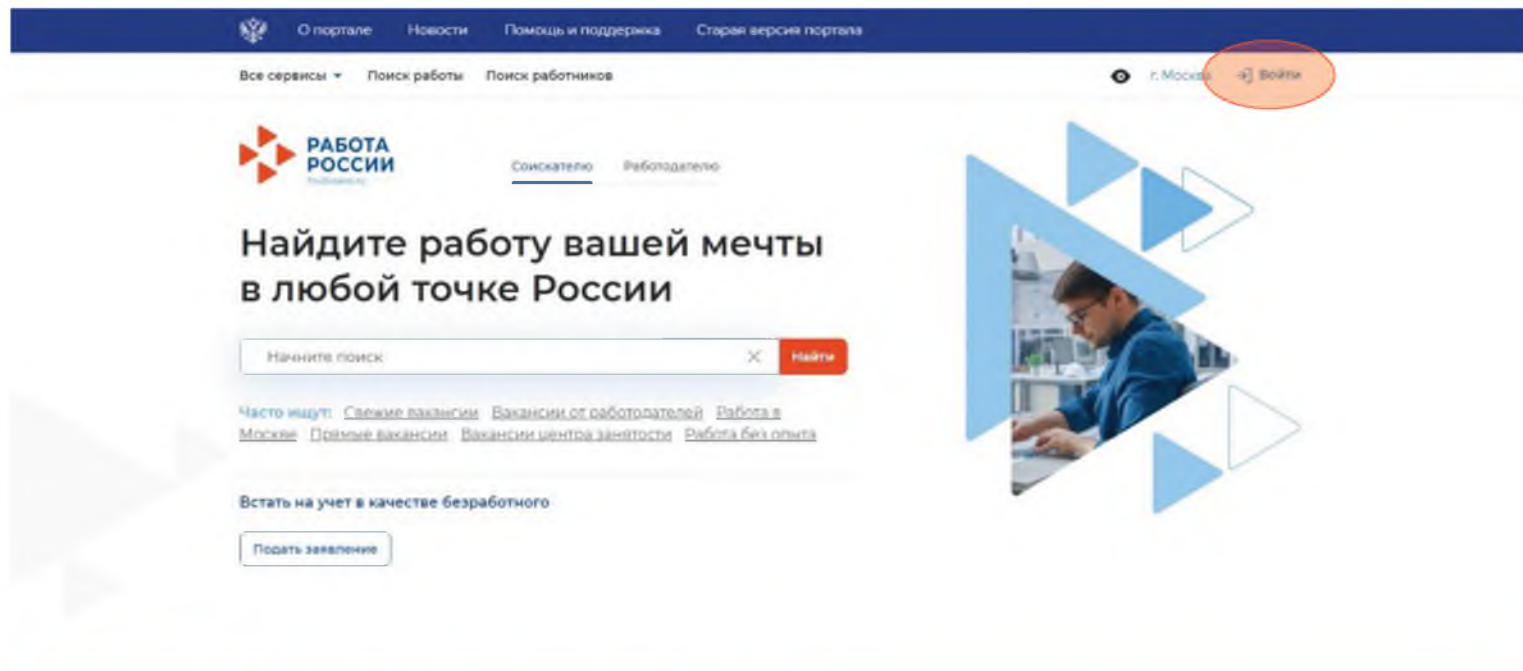 О портале Новости Помощь и поддержка Старая версия портала
Все сервисы Поиск работы Поиск работников г. Москва Войти
РАБОТА
РОССИИ
Соискателю Работодателю
Найдите работу вашей мечты
в любой точке России
Начните поиск Найти
Часто ищут: Свежие вакансии Вакансии от работодателей Работа в
Москве Прямые вакансии Вакансии центра занятости Работа без опыта
Встать на учет в качестве безработного
Подать заявление